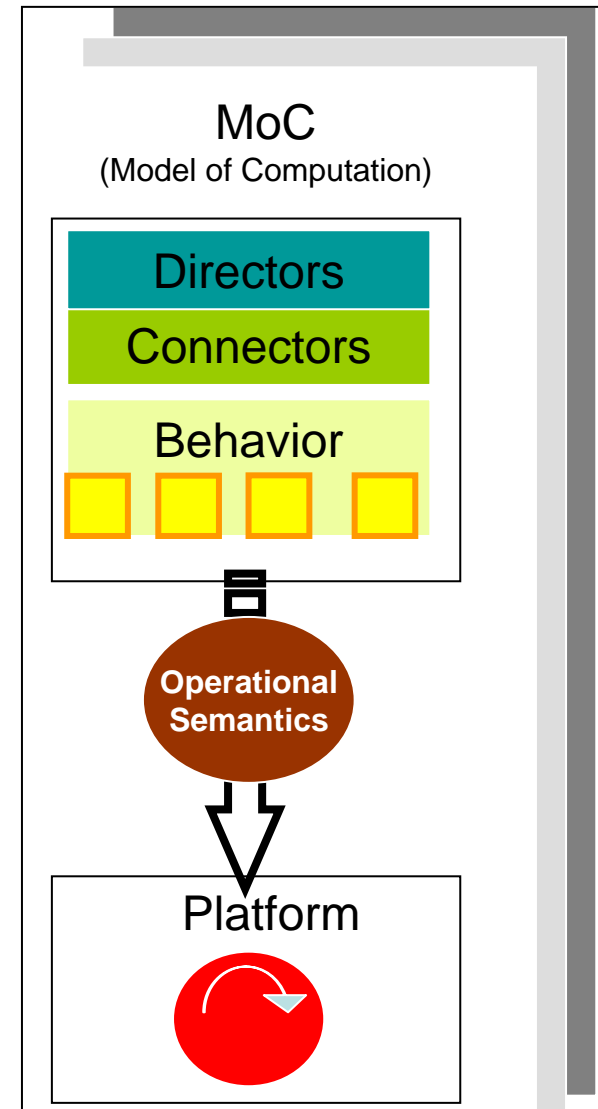 MoC
(Model of Computation)
Directors
Connectors
Behavior
Operational
Semantics
Platform